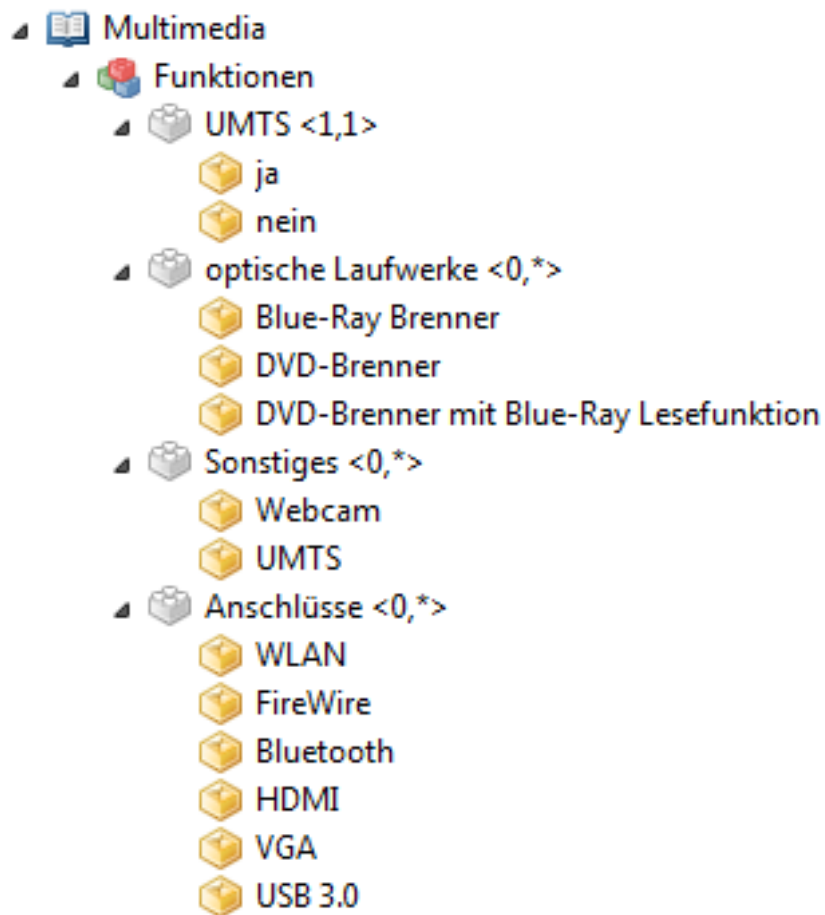 Multimedia
Funktionen
UMTS <1,1>
ja
nein
optische Laufwerke <0,*>
Blue-Ray Brenner
DVD-Brenner
DVD-Brenner mit Blue-Ray Lesefunktion
Sonstiges <0,*>
Webcam
UMTS
Anschlüsse <0,*>
WLAN
FireWire
Bluetooth
HDMI
VGA
USB 3.0